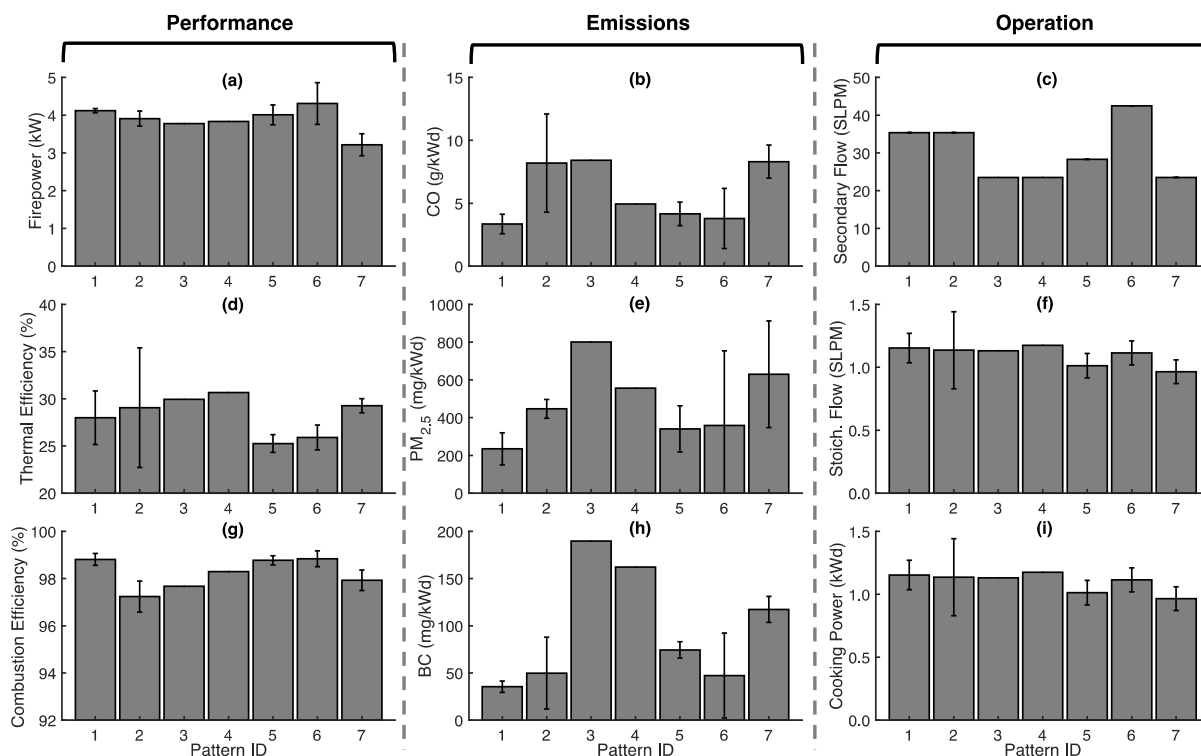 Performance
Emissions
Operation
(a)
Firepower (kW)
5
4
3
2
1
0
1 2 3 4 5 6 7
(b)
CO (g/kWd)
15
10
5
0
1 2 3 4 5 6 7
(c)
Secondary Flow (SLPM)
50
40
30
20
10
0
1 2 3 4 5 6 7
(d)
Thermal Efficiency (%)
40
35
30
25
20
1 2 3 4 5 6 7
(e)
PM2.5 (mg/kWd)
1000
800
600
400
200
0
1 2 3 4 5 6 7
(f)
Stoich. Flow (SLPM)
1.5
1.0
0.5
0.0
1 2 3 4 5 6 7
(g)
Combustion Efficiency (%)
100
98
96
94
92
1 2 3 4 5 6 7
Pattern ID
(h)
BC (mg/kWd)
200
150
100
50
0
1 2 3 4 5 6 7
Pattern ID
(i)
Cooking Power (kWd)
1.5
1.0
0.5
0.0
1 2 3 4 5 6 7
Pattern ID